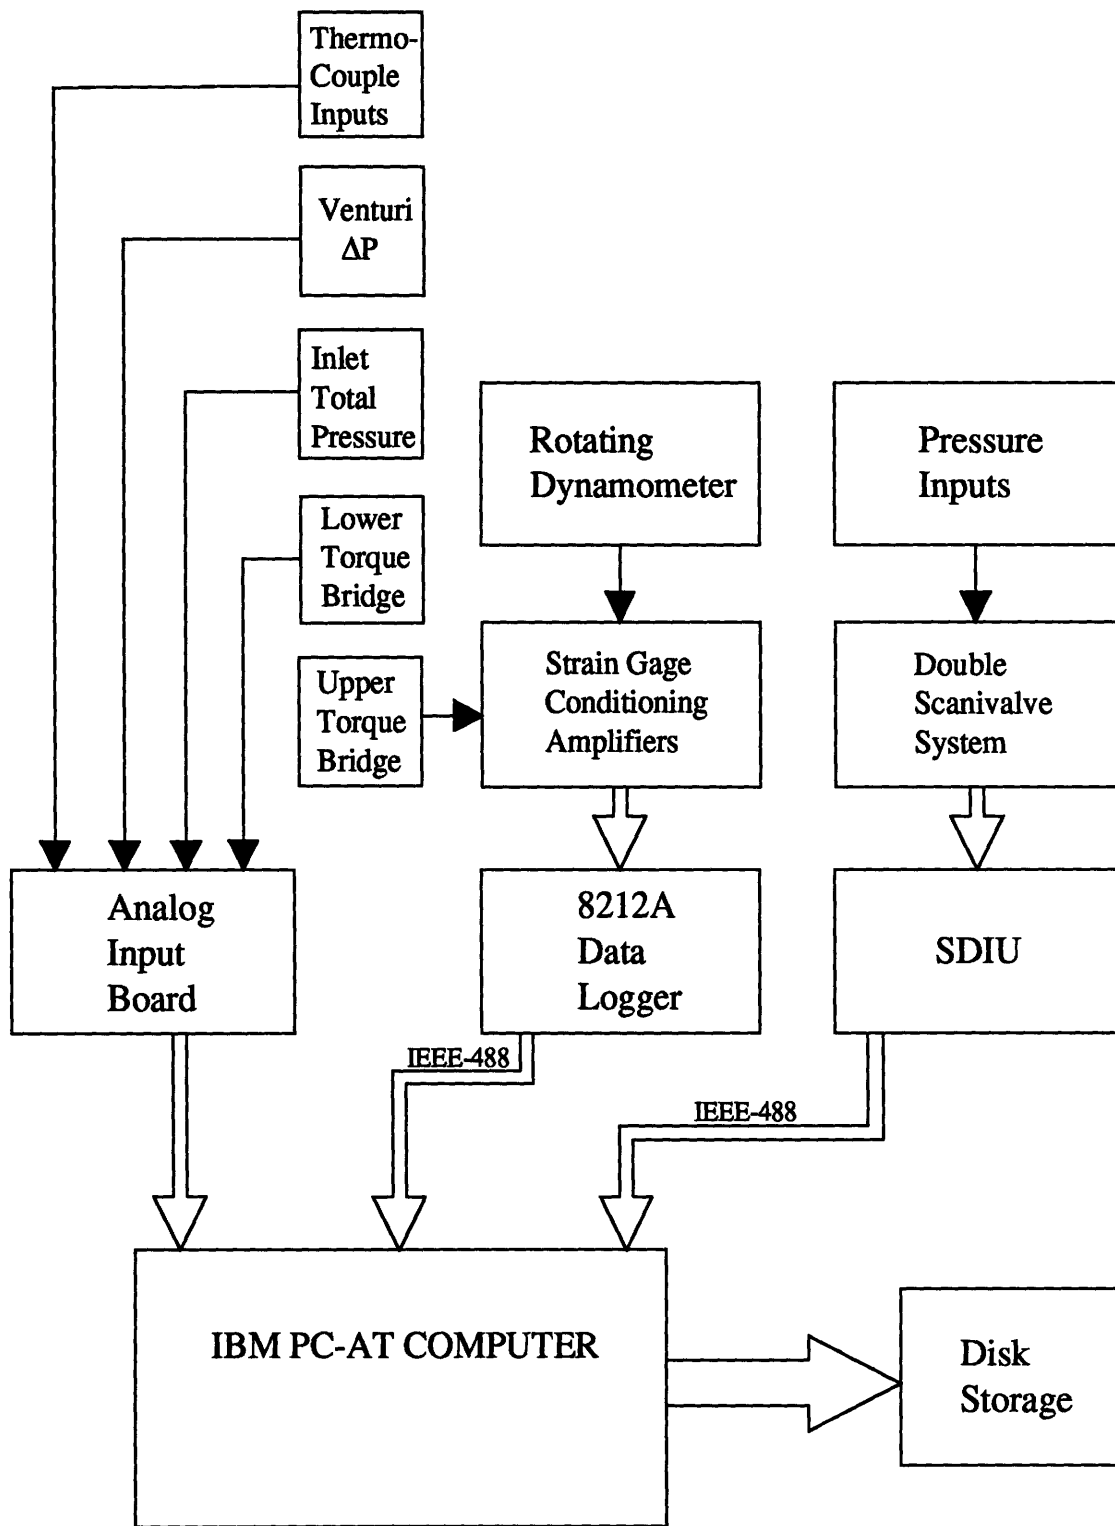 Thermo-
Couple
Inputs
Venturi
ΔP
Inlet
Total
Pressure
Lower
Torque
Bridge
Upper
Torque
Bridge
Rotating
Dynamometer
Pressure
Inputs
Strain Gage
Conditioning
Amplifiers
Double
Scanivalve
System
Analog
Input
Board
8212A
Data
Logger
SDIU
IEEE-488
IEEE-488
IBM PC-AT COMPUTER
Disk
Storage